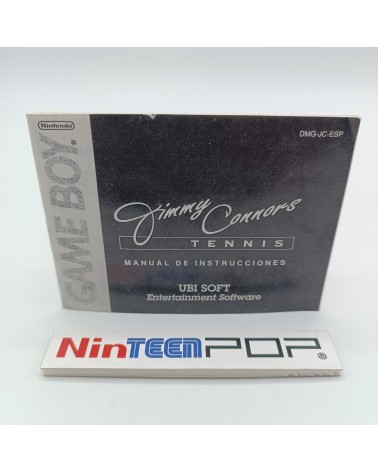 Nintendo
GAME BOY
DMG-JC-ESP
Jimmy Connors
TENNIS
MANUAL DE INSTRUCCIONES
UBI SOFT
Entertainment Software
NinTEENPOP®